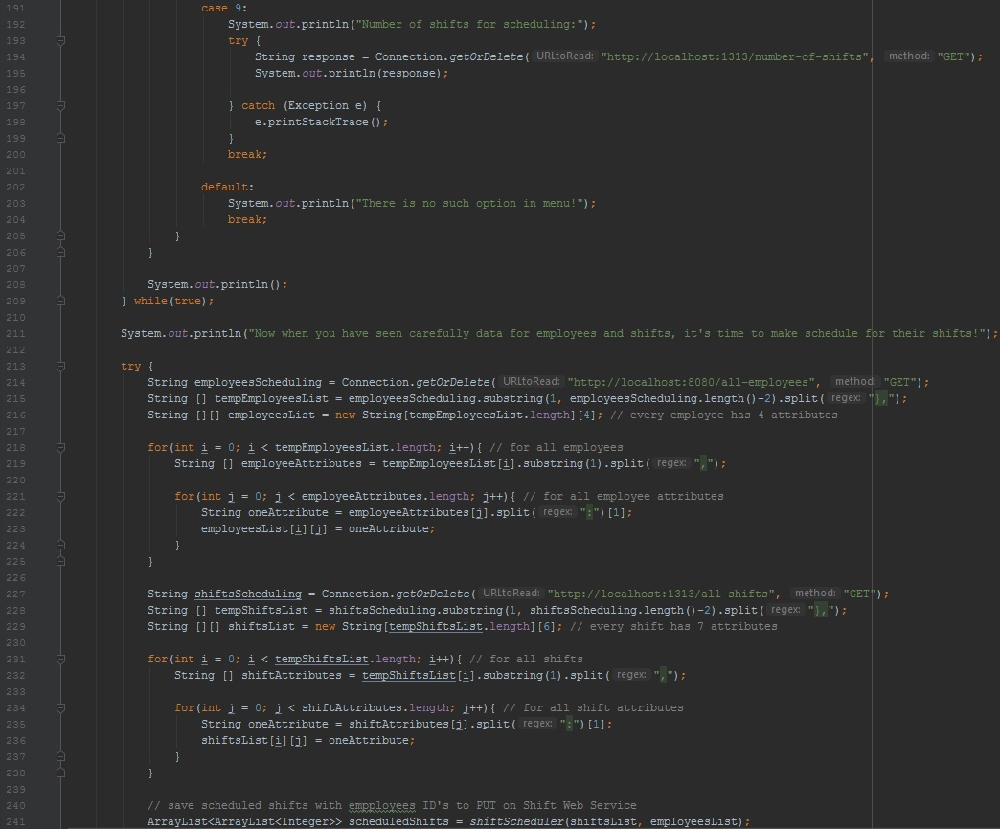 191 case 9:
192 System.out.println("Number of shifts for scheduling:");
193 try {
194 String response = Connection.getOrDelete( URLtoRead: "http://localhost:1313/number-of-shifts", method: "GET");
195 System.out.println(response);
196
197 } catch (Exception e) {
198 e.printStackTrace();
199 }
200 break;
201
202 default:
203 System.out.println("There is no such option in menu!");
204 break;
205 }
206 }
207
208 System.out.println();
209 } while(true);
210
211 System.out.println("Now when you have seen carefully data for employees and shifts, it's time to make schedule for their shifts!");
212
213 try {
214 String employeesScheduling = Connection.getOrDelete( URLtoRead: "http://localhost:8080/all-employees", method: "GET");
215 String [] tempEmployeesList = employeesScheduling.substring(1, employeesScheduling.length()-2).split( regex: "},");
216 String [][] employeesList = new String[tempEmployeesList.length][4]; // every employee has 4 attributes
217
218 for(int i = 0; i < tempEmployeesList.length; i++){ // for all employees
219 String [] employeeAttributes = tempEmployeesList[i].substring(1).split( regex: ",");
220
221 for(int j = 0; j < employeeAttributes.length; j++){ // for all employee attributes
222 String oneAttribute = employeeAttributes[j].split( regex: ":")[1];
223 employeesList[i][j] = oneAttribute;
224 }
225 }
226
227 String shiftsScheduling = Connection.getOrDelete( URLtoRead: "http://localhost:1313/all-shifts", method: "GET");
228 String [] tempShiftsList = shiftsScheduling.substring(1, shiftsScheduling.length()-2).split( regex: "},");
229 String [][] shiftsList = new String[tempShiftsList.length][6]; // every shift has 7 attributes
230
231 for(int i = 0; i < tempShiftsList.length; i++){ // for all shifts
232 String [] shiftAttributes = tempShiftsList[i].substring(1).split( regex: ",");
233
234 for(int j = 0; j < shiftAttributes.length; j++){ // for all shift attributes
235 String oneAttribute = shiftAttributes[j].split( regex: ":")[1];
236 shiftsList[i][j] = oneAttribute;
237 }
238 }
239
240 // save scheduled shifts with empployees ID's to PUT on Shift Web Service
241 ArrayList<ArrayList<Integer>> scheduledShifts = shiftScheduler(shiftsList, employeesList);